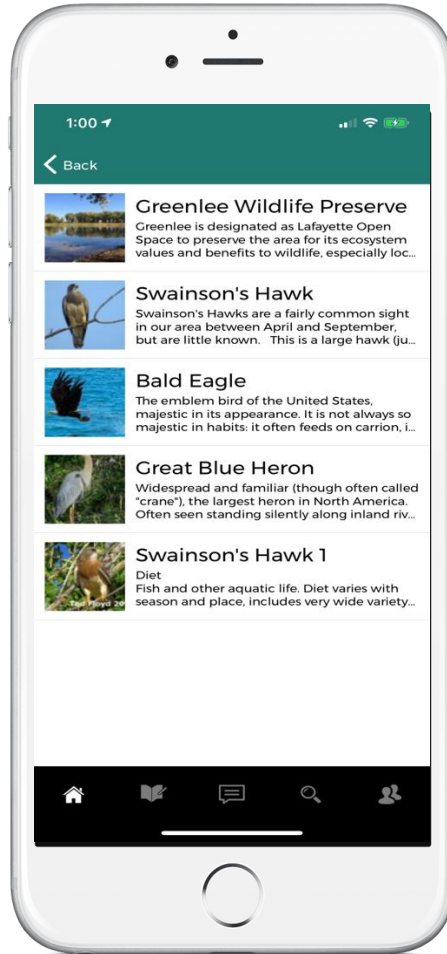 1:00
Back
Greenlee Wildlife Preserve
Greenlee is designated as Lafayette Open
Space to preserve the area for its ecosystem
values and benefits to wildlife, especially loc...
Swainson's Hawk
Swainson's Hawks are a fairly common sight
in our area between April and September,
but are little known.   This is a large hawk (ju...
Bald Eagle
The emblem bird of the United States,
majestic in its appearance. It is not always so
majestic in habits: it often feeds on carrion, i...
Great Blue Heron
Widespread and familiar (though often called
"crane"), the largest heron in North America.
Often seen standing silently along inland riv...
Swainson's Hawk 1
Diet
Fish and other aquatic life. Diet varies with
season and place, includes very wide variety...
Ted Floyd 20